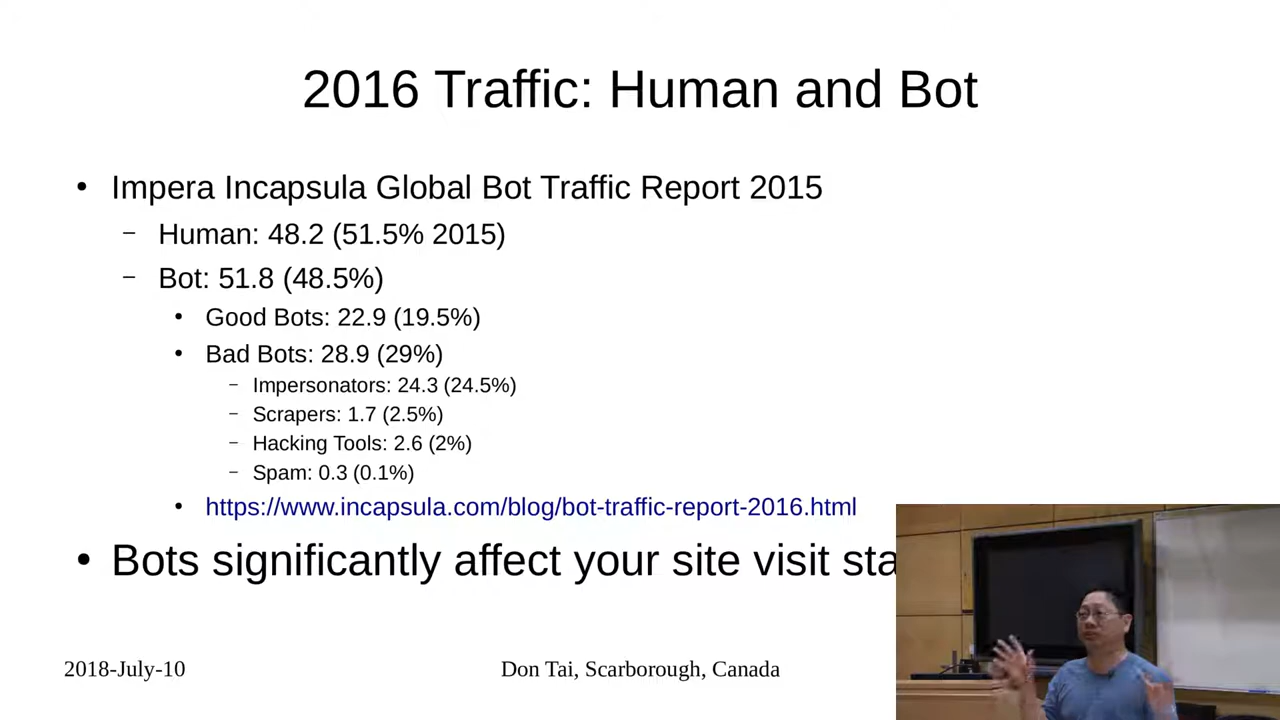 2016 Traffic: Human and Bot
• Impera Incapsula Global Bot Traffic Report 2015
– Human: 48.2 (51.5% 2015)
– Bot: 51.8 (48.5%)
• Good Bots: 22.9 (19.5%)
• Bad Bots: 28.9 (29%)
– Impersonators: 24.3 (24.5%)
– Scrapers: 1.7 (2.5%)
– Hacking Tools: 2.6 (2%)
– Spam: 0.3 (0.1%)
• https://www.incapsula.com/blog/bot-traffic-report-2016.html
• Bots significantly affect your site visit
2018-July-10
Don Tai, Scarborough, Canada